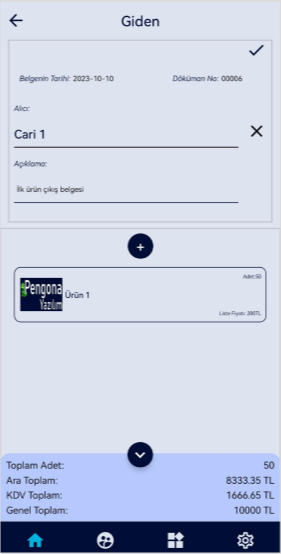 Giden
Belgenin Tarihi: 2023-10-10 Döküman No: 00006
Alıcı:
Cari 1
Açıklama:
İlk ürün çıkış belgesi
+
Adet:50
Pengona
Yazılım
Ürün 1
Liste Fiyatı: 200TL
Toplam Adet: 50
Ara Toplam: 8333.35 TL
KDV Toplam: 1666.65 TL
Genel Toplam: 10000 TL